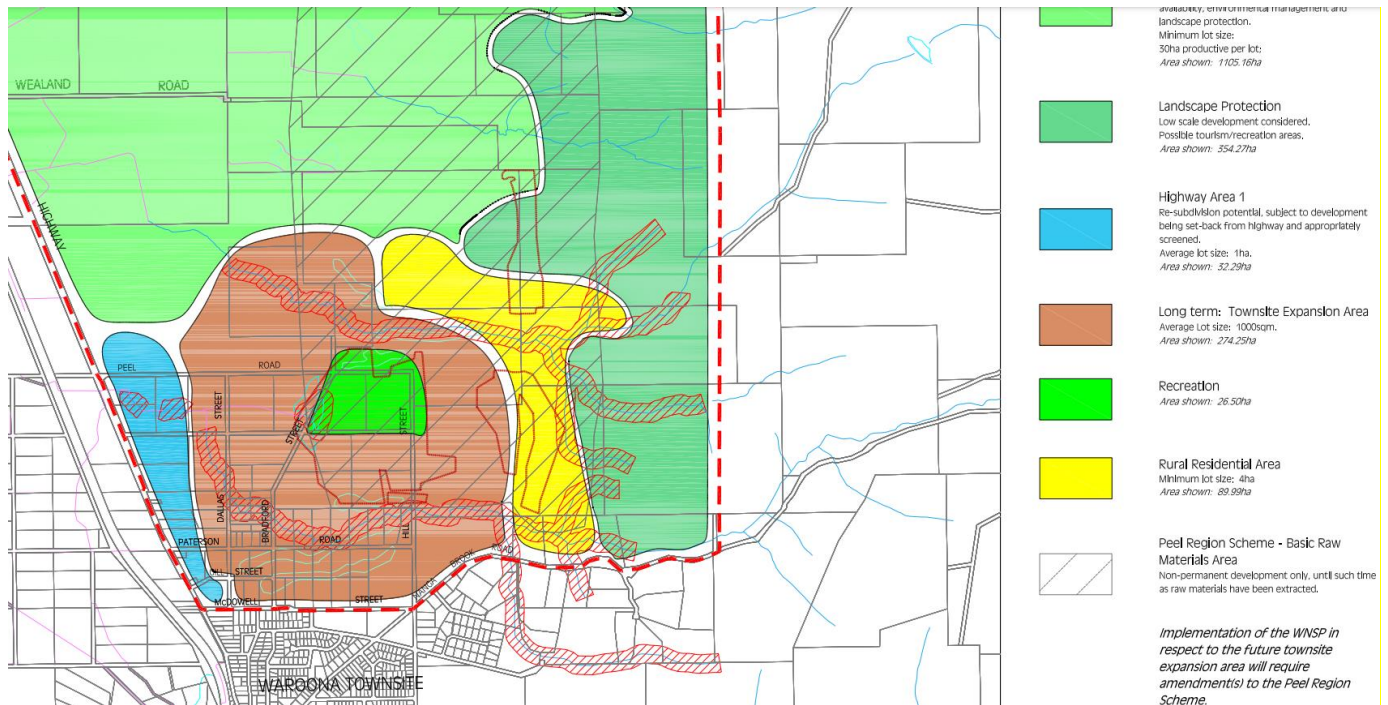 availability, environmental management and
landscape protection.
Minimum lot size:
30ha productive per lot;
Area shown: 1105.16ha
Landscape Protection
Low scale development considered.
Possible tourism/recreation areas.
Area shown: 354.27ha
Highway Area 1
Re-subdivision potential, subject to development
being set-back from highway and appropriately
screened.
Average lot size: 1ha.
Area shown: 32.29ha
Long term: Townsite Expansion Area
Average Lot size: 1000sqm.
Area shown: 274.25ha
Recreation
Area shown: 26.50ha
Rural Residential Area
Minimum lot size: 4ha
Area shown: 89.99ha
Peel Region Scheme - Basic Raw
Materials Area
Non-permanent development only, until such time
as raw materials have been extracted.
Implementation of the WNSP in
respect to the future townsite
expansion area will require
amendment(s) to the Peel Region
Scheme.
WEALAND ROAD
HIGHWAY
PEEL ROAD
STREET
STREET
STREET
DALLAS
BRADFORD
HILL
PATERSON ROAD
STREET
NANGA BROOK ROAD
McDOWELL STREET
WAROONA TOWNSITE